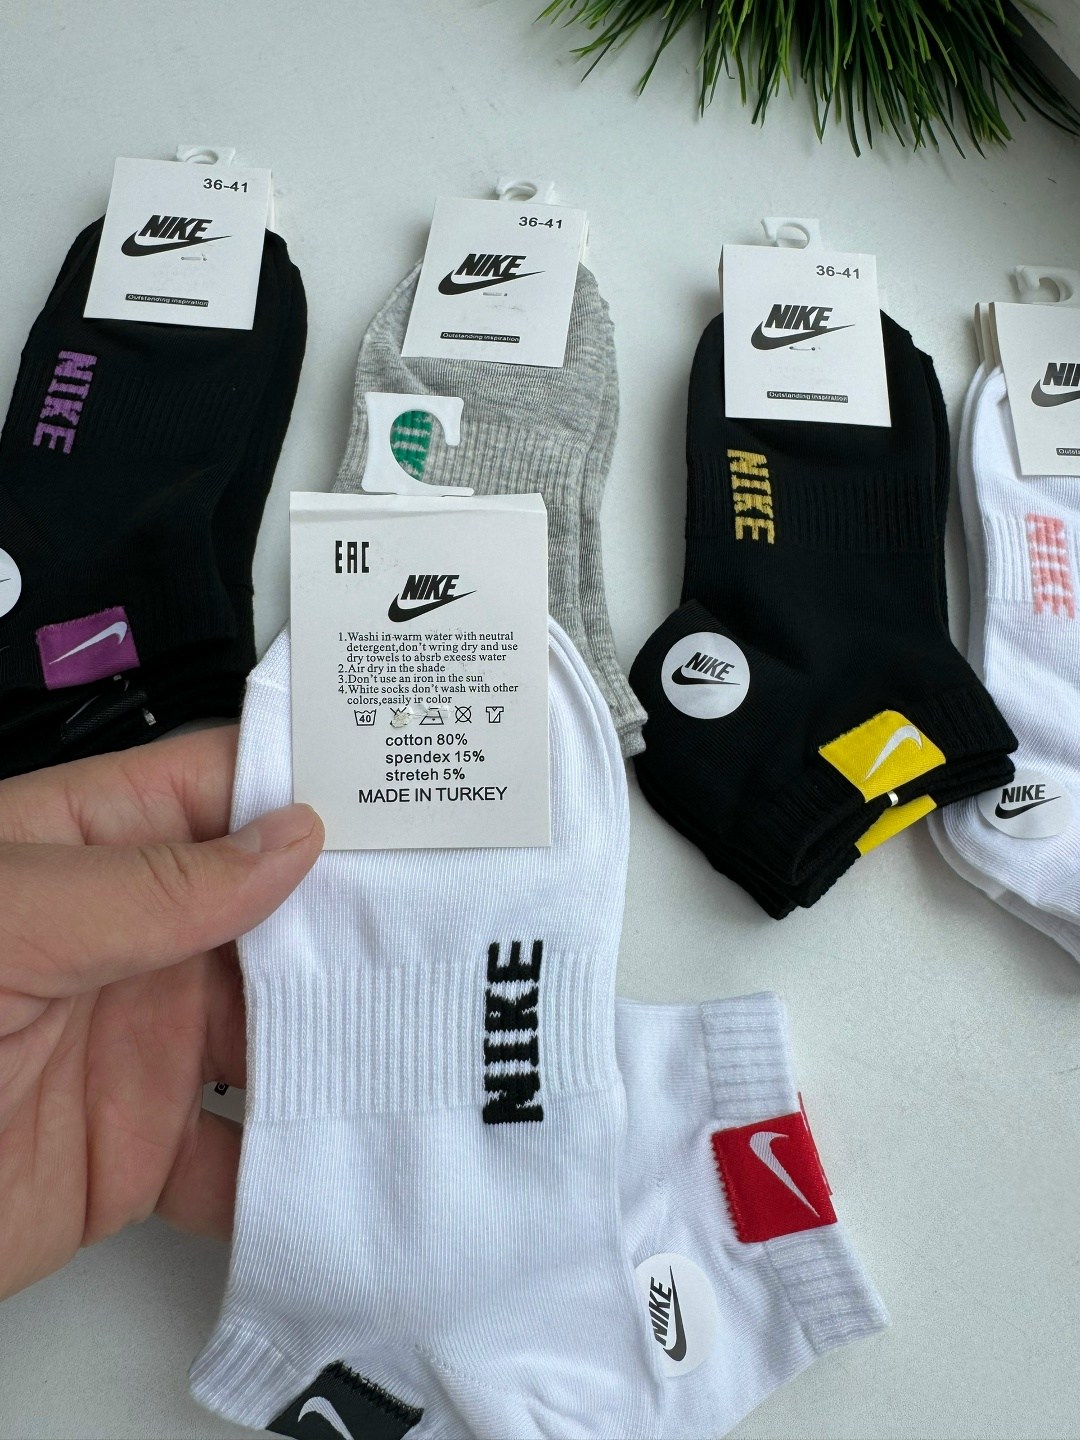 36-41
NIKE
Outstanding inspiration
NIKE
36-41
NIKE
Outstanding inspiration
36-41
NIKE
Outstanding inspiration
NIKE
NIKE
NIKE
NIKE
EAC
NIKE
1.Washi in warm water with neutral
detergent,don't wring dry and use
dry towels to absrb exeess water
2.Air dry in the shade
3.Don't use an iron in the sun
4.White socks don't wash with other
colors,easily in color
40
cotton 80%
spendex 15%
streteh 5%
MADE IN TURKEY
NIKE
NIKE